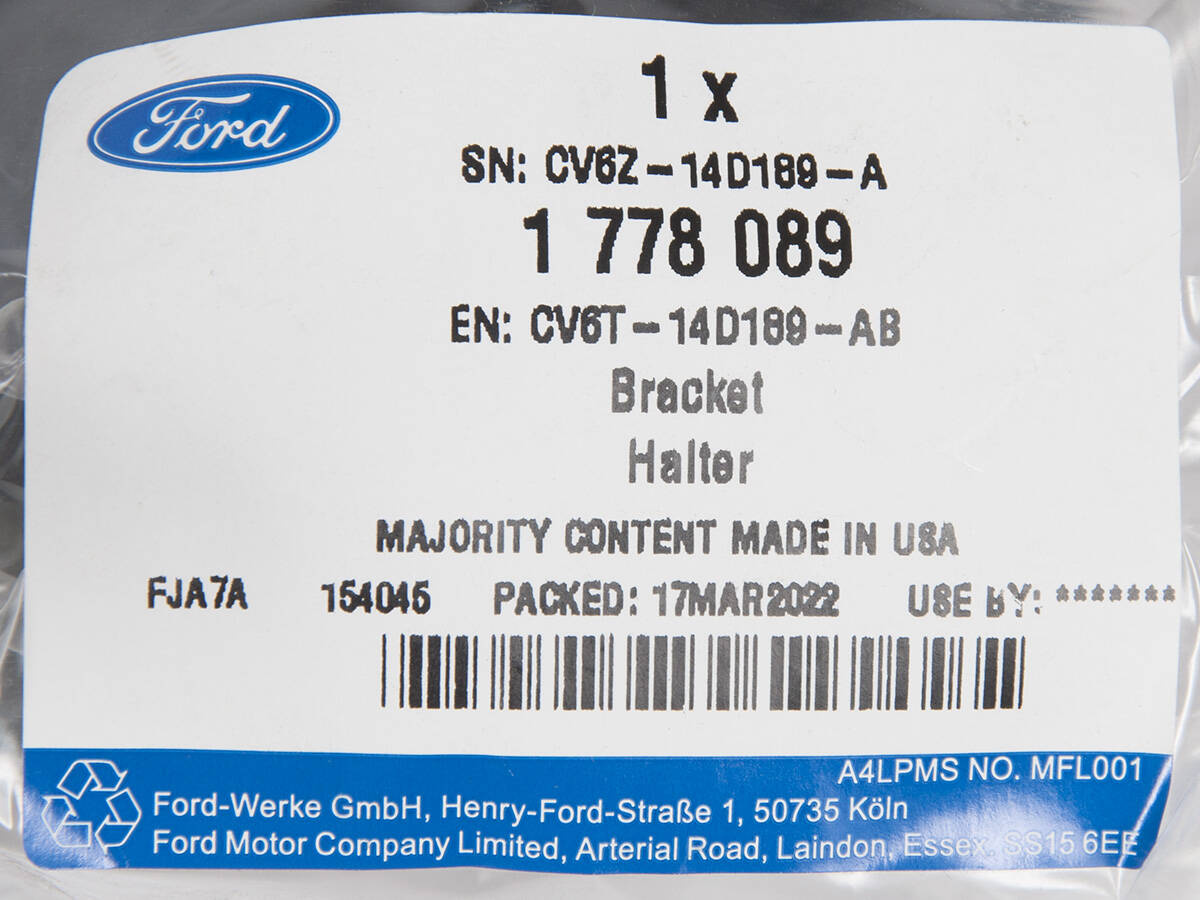 Ford
1 x
SN: CV6Z-14D189-A
1 778 089
EN: CV6T-14D189-AB
Bracket
Halter
MAJORITY CONTENT MADE IN USA
FJA7A 154045 PACKED: 17MAR2022 USE BY: *******
A4LPMS NO. MFL001
Ford-Werke GmbH, Henry-Ford-Straße 1, 50735 Köln
Ford Motor Company Limited, Arterial Road, Laindon, Essex. SS15 6EE